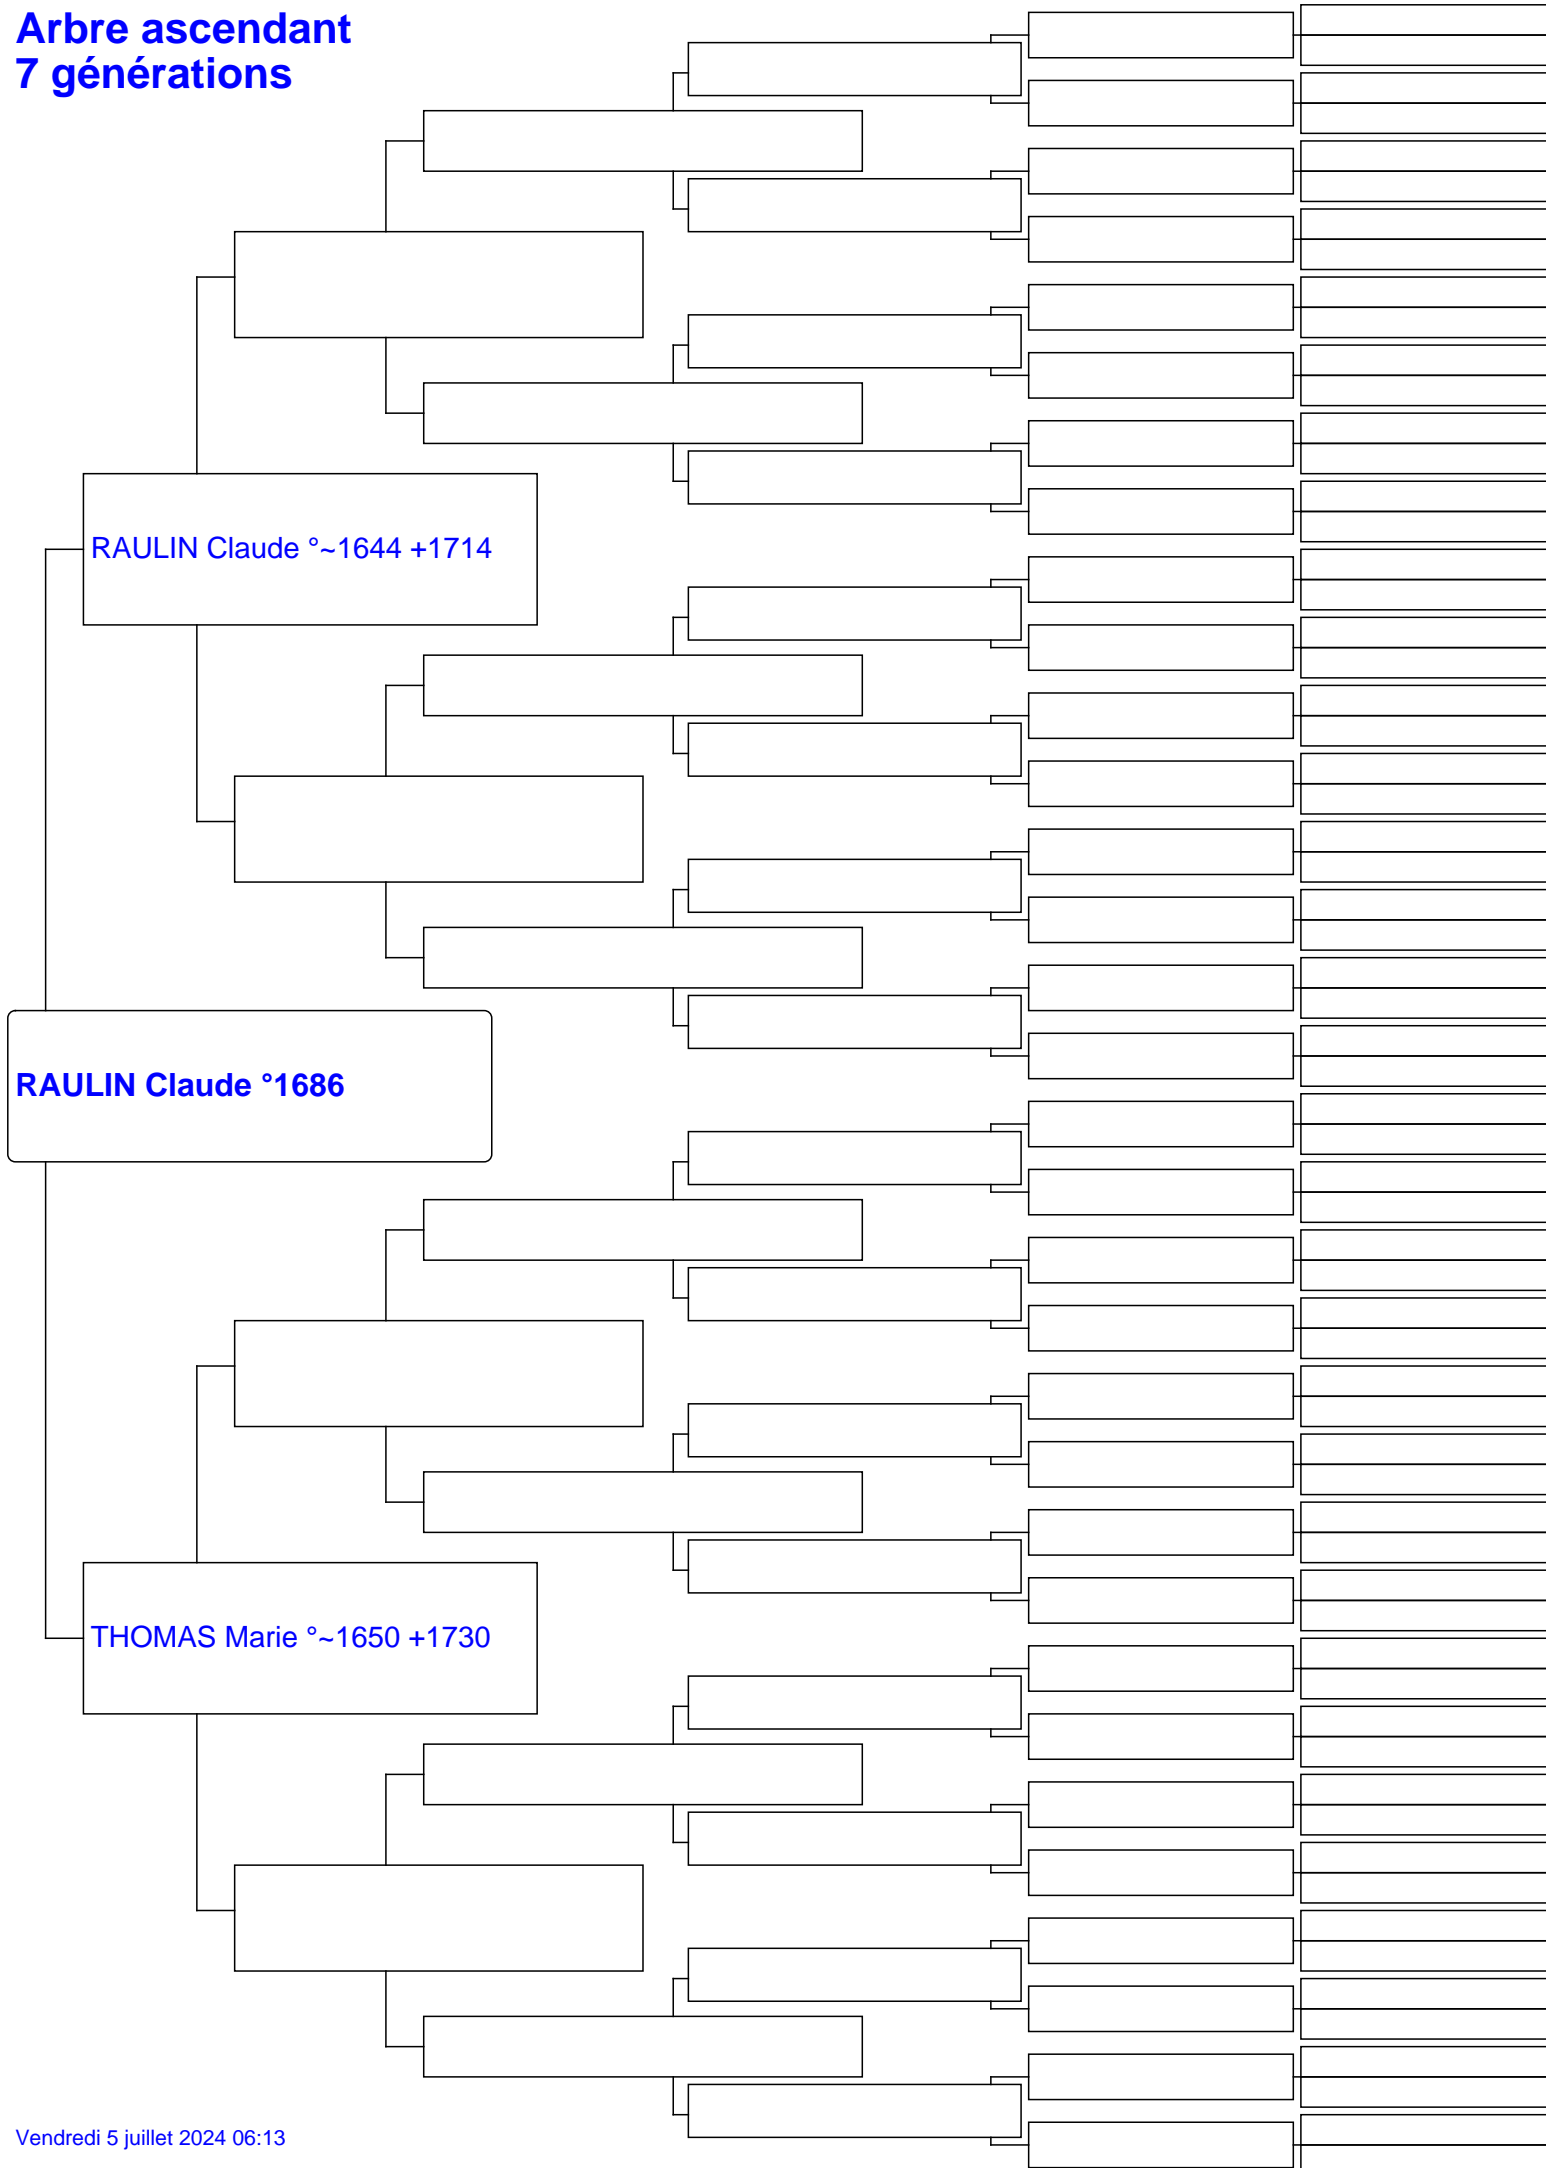 Arbre ascendant
7 générations
RAULIN Claude °~1644 +1714
RAULIN Claude °1686
THOMAS Marie °~1650 +1730
Vendredi 5 juillet 2024 06:13